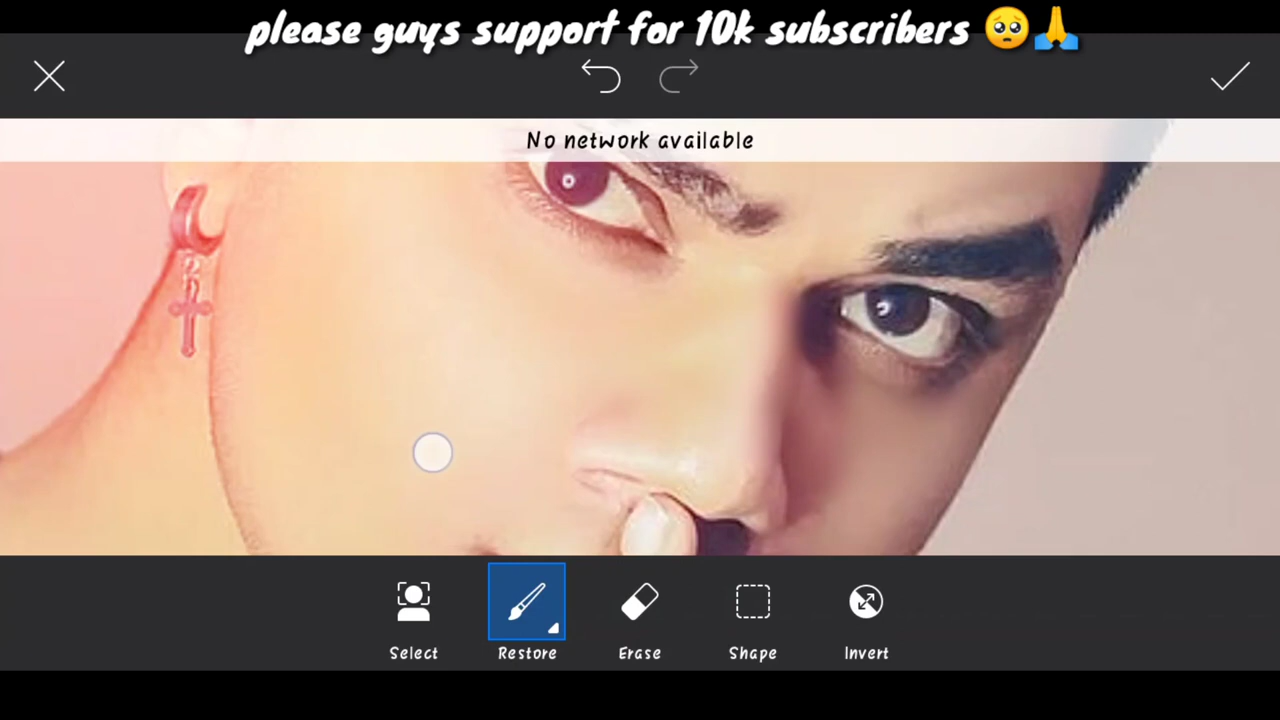 please guys support for 10k subscribers 🥺🙏
No network available
Select
Restore
Erase
Shape
Invert